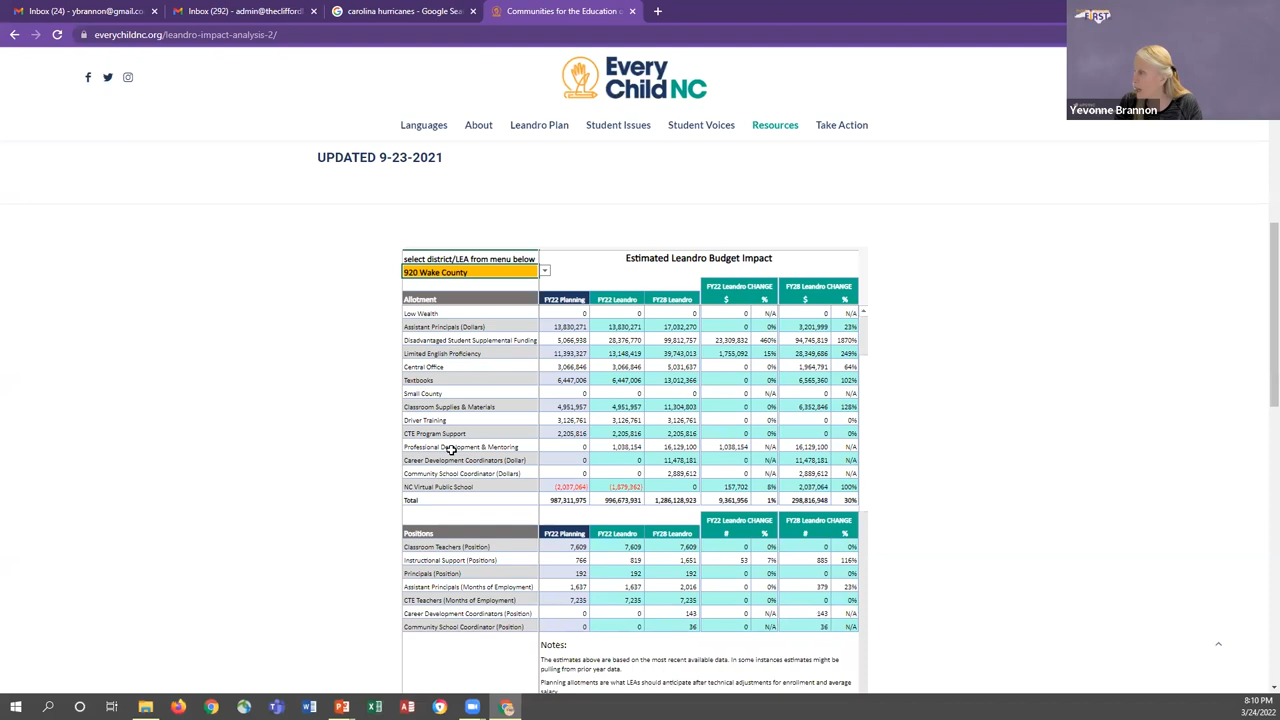 Inbox (24) - ybrannon@gmail.co
Inbox (292) - admin@theclifford
carolina hurricanes - Google Sea
Communities for the Education o
everychildnc.org/leandro-impact-analysis-2/
FIRST
Yevonne Brannon
Every
Child NC
Languages About Leandro Plan Student Issues Student Voices Resources Take Action
UPDATED 9-23-2021
select district/LEA from menu below Estimated Leandro Budget Impact
920 Wake County
FY22 Leandro CHANGE FY28 Leandro CHANGE
Allotment FY22 Planning FY22 Leandro FY28 Leandro $ % $ %
Low Wealth 0 0 0 0 N/A 0 N/A
Assistant Principals (Dollars) 13,830,271 13,830,271 17,032,270 0 0% 3,201,999 23%
Disadvantaged Student Supplemental Funding 5,066,938 28,376,770 99,812,757 23,309,832 460% 94,745,819 1870%
Limited English Proficiency 11,393,327 13,148,419 39,743,013 1,755,092 15% 28,349,686 249%
Central Office 3,066,846 3,066,846 5,031,637 0 0% 1,964,791 64%
Textbooks 6,447,006 6,447,006 13,012,366 0 0% 6,565,360 102%
Small County 0 0 0 0 N/A 0 N/A
Classroom Supplies & Materials 4,951,957 4,951,957 11,304,803 0 0% 6,352,846 128%
Driver Training 3,126,761 3,126,761 3,126,761 0 0% 0 0%
CTE Program Support 2,205,816 2,205,816 2,205,816 0 0% 0 0%
Professional Development & Mentoring 0 1,038,154 16,129,100 1,038,154 N/A 16,129,100 N/A
Career Development Coordinators (Dollar) 0 0 11,478,181 0 N/A 11,478,181 N/A
Community School Coordinator (Dollars) 0 0 2,889,612 0 N/A 2,889,612 N/A
NC Virtual Public School (2,037,064) (1,879,362) 0 157,702 8% 2,037,064 100%
Total 987,311,975 996,673,931 1,286,128,923 9,361,956 1% 298,816,948 30%
FY22 Leandro CHANGE FY28 Leandro CHANGE
Positions FY22 Planning FY22 Leandro FY28 Leandro # % # %
Classroom Teachers (Position) 7,609 7,609 7,609 0 0% 0 0%
Instructional Support (Positions) 766 819 1,651 53 7% 885 116%
Principals (Position) 192 192 192 0 0% 0 0%
Assistant Principals (Months of Employment) 1,637 1,637 2,016 0 0% 379 23%
CTE Teachers (Months of Employment) 7,235 7,235 7,235 0 0% 0 0%
Career Development Coordinators (Position) 0 0 143 0 N/A 143 N/A
Community School Coordinator (Position) 0 0 36 0 N/A 36 N/A
Notes:
The estimates above are based on the most recent available data. In some instances estimates might be
pulling from prior year data.
Planning allotments are what LEAs should anticipate after technical adjustments for enrollment and average
salary.
8:10 PM
3/24/2022